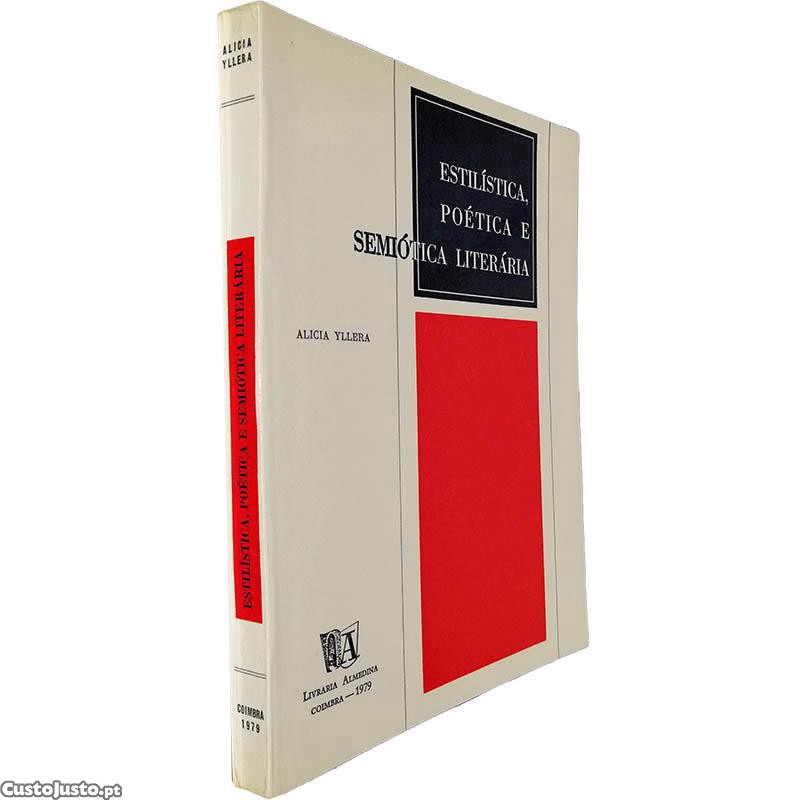 ALICIA
YLLERA
ESTILÍSTICA, POÉTICA E SEMIÓTICA LITERÁRIA
COIMBRA
1979
ESTILÍSTICA,
POÉTICA E
SEMIÓTICA LITERÁRIA
ALICIA YLLERA
LIVRARIA ALMEDINA
COIMBRA — 1979
CustoJusto.pt